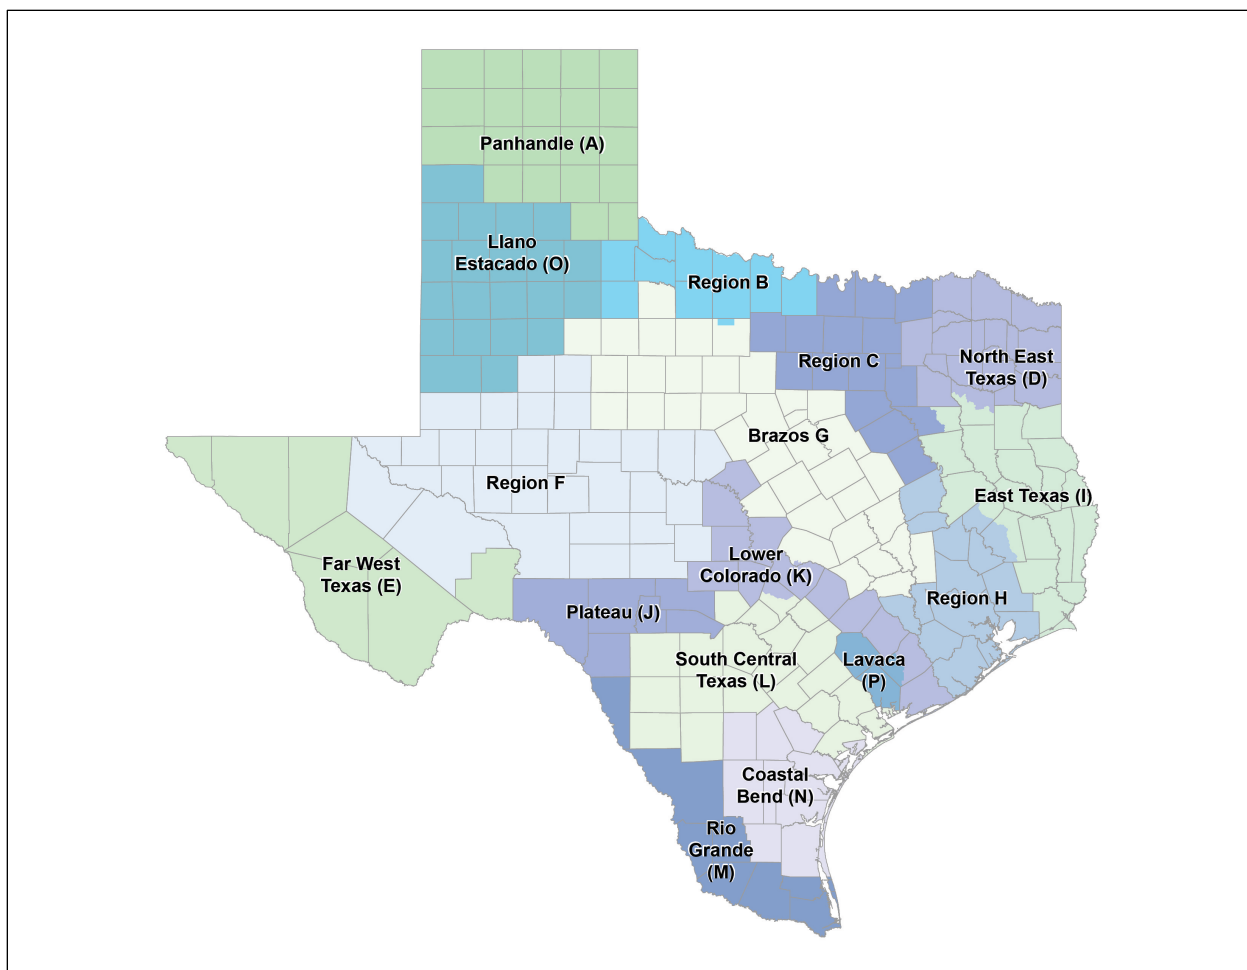 Panhandle (A)
Llano
Estacado (O)
Region B
Region C
North East
Texas (D)
Brazos G
Region F
East Texas (I)
Far West
Texas (E)
Lower
Colorado (K)
Region H
Plateau (J)
South Central
Texas (L)
Lavaca
(P)
Coastal
Bend (N)
Rio
Grande
(M)